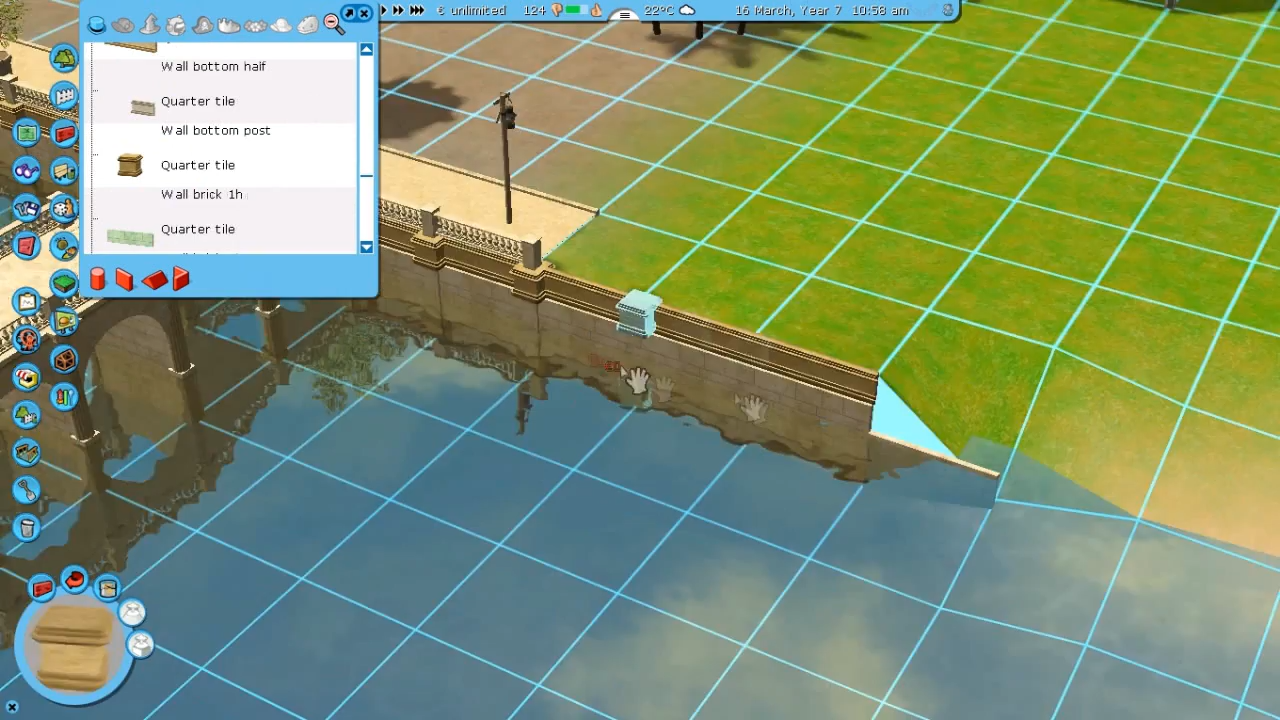 € unlimited 124 22°C 16 March, Year 7 10:58 am
Wall bottom half
Quarter tile
Wall bottom post
Quarter tile
Wall brick 1h
Quarter tile